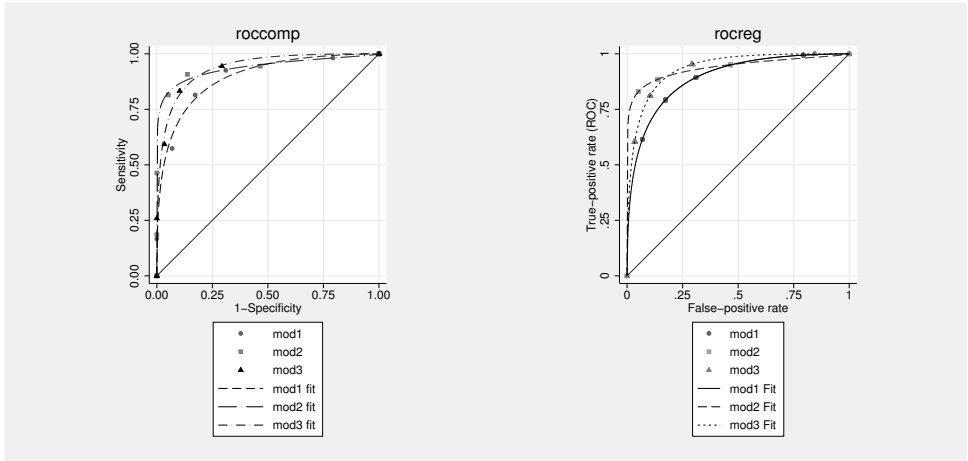 roccomp
Sensitivity
1.00
0.75
0.50
0.25
0.00
0.00 0.25 0.50 0.75 1.00
1−Specificity
mod1
mod2
mod3
mod1 fit
mod2 fit
mod3 fit
rocreg
True−positive rate (ROC)
1
.75
.5
.25
0
0 .25 .5 .75 1
False−positive rate
mod1
mod2
mod3
mod1 Fit
mod2 Fit
mod3 Fit